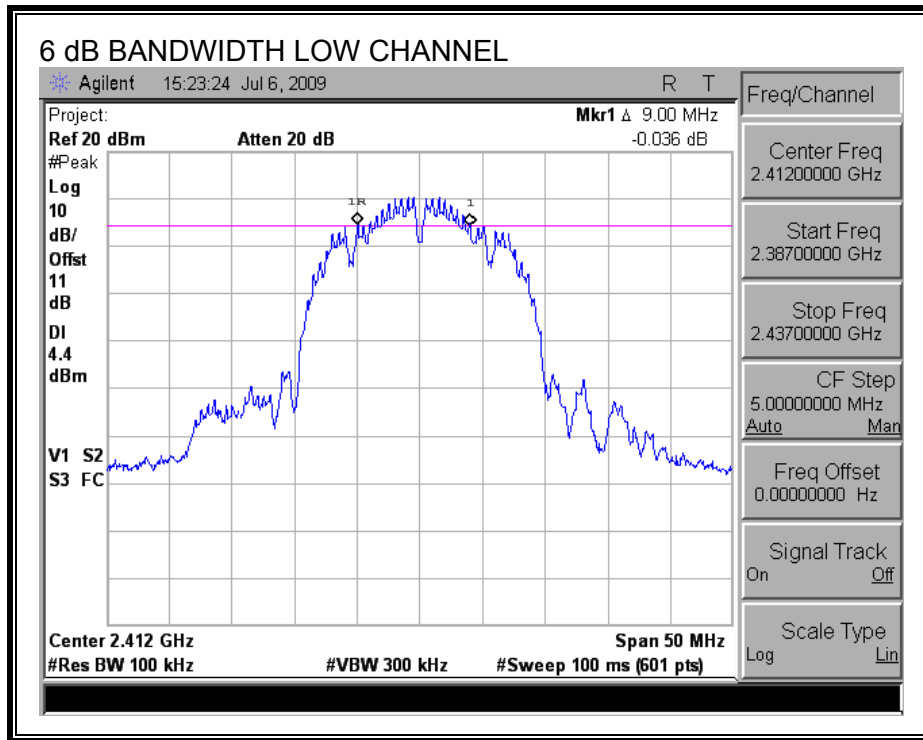 6 dB BANDWIDTH LOW CHANNEL
Agilent 15:23:24 Jul 6, 2009 R T
Project:
Mkr1 Δ 9.00 MHz
Ref 20 dBm Atten 20 dB -0.036 dB
#Peak
Log
10
dB/
Offst
11
dB
DI
4.4
dBm
V1 S2
S3 FC
1R
1
Center 2.412 GHz Span 50 MHz
#Res BW 100 kHz #VBW 300 kHz #Sweep 100 ms (601 pts)
Freq/Channel
Center Freq
2.41200000 GHz
Start Freq
2.38700000 GHz
Stop Freq
2.43700000 GHz
CF Step
5.00000000 MHz
Auto Man
Freq Offset
0.00000000 Hz
Signal Track
On Off
Scale Type
Log Lin